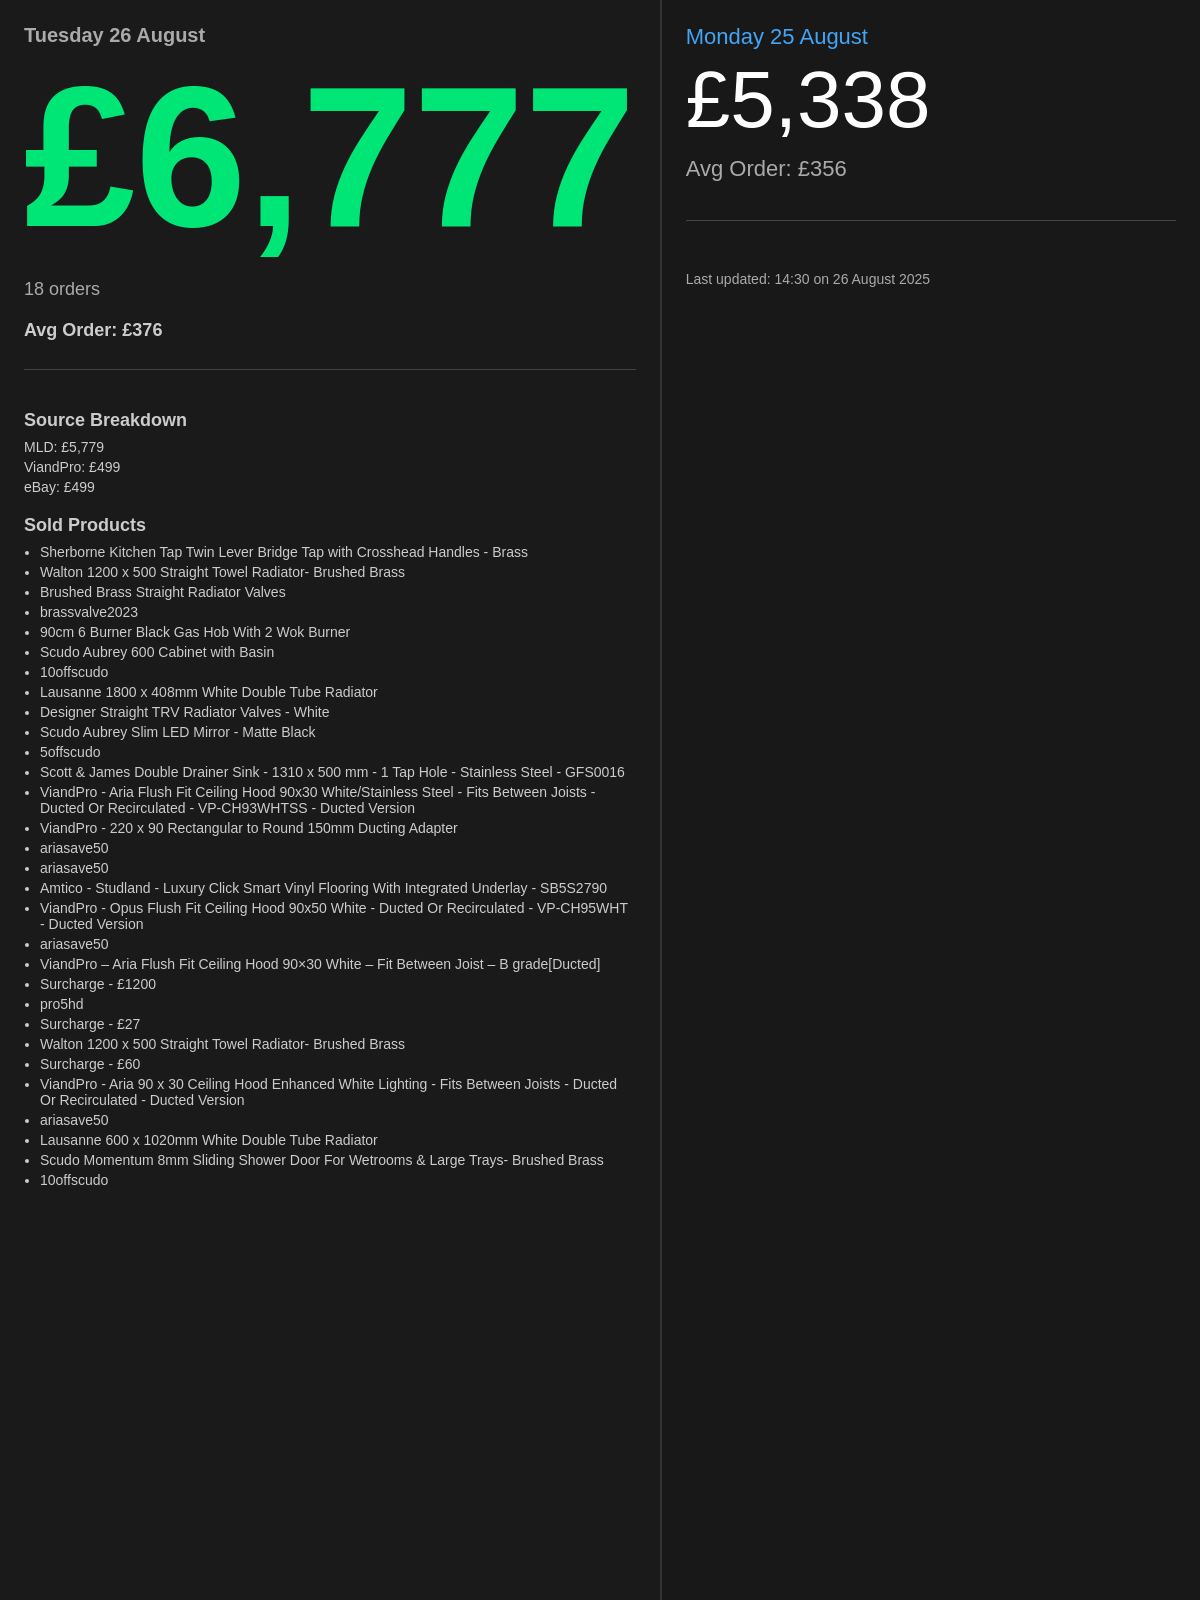 Tuesday 26 August
£6,777
18 orders
Avg Order: £376
Source Breakdown
MLD: £5,779
ViandPro: £499
eBay: £499
Sold Products
• Sherborne Kitchen Tap Twin Lever Bridge Tap with Crosshead Handles - Brass
• Walton 1200 x 500 Straight Towel Radiator- Brushed Brass
• Brushed Brass Straight Radiator Valves
• brassvalve2023
• 90cm 6 Burner Black Gas Hob With 2 Wok Burner
• Scudo Aubrey 600 Cabinet with Basin
• 10offscudo
• Lausanne 1800 x 408mm White Double Tube Radiator
• Designer Straight TRV Radiator Valves - White
• Scudo Aubrey Slim LED Mirror - Matte Black
• 5offscudo
• Scott & James Double Drainer Sink - 1310 x 500 mm - 1 Tap Hole - Stainless Steel - GFS0016
• ViandPro - Aria Flush Fit Ceiling Hood 90x30 White/Stainless Steel - Fits Between Joists -
Ducted Or Recirculated - VP-CH93WHTSS - Ducted Version
• ViandPro - 220 x 90 Rectangular to Round 150mm Ducting Adapter
• ariasave50
• ariasave50
• Amtico - Studland - Luxury Click Smart Vinyl Flooring With Integrated Underlay - SB5S2790
• ViandPro - Opus Flush Fit Ceiling Hood 90x50 White - Ducted Or Recirculated - VP-CH95WHT
- Ducted Version
• ariasave50
• ViandPro – Aria Flush Fit Ceiling Hood 90×30 White – Fit Between Joist – B grade[Ducted]
• Surcharge - £1200
• pro5hd
• Surcharge - £27
• Walton 1200 x 500 Straight Towel Radiator- Brushed Brass
• Surcharge - £60
• ViandPro - Aria 90 x 30 Ceiling Hood Enhanced White Lighting - Fits Between Joists - Ducted
Or Recirculated - Ducted Version
• ariasave50
• Lausanne 600 x 1020mm White Double Tube Radiator
• Scudo Momentum 8mm Sliding Shower Door For Wetrooms & Large Trays- Brushed Brass
• 10offscudo
Monday 25 August
£5,338
Avg Order: £356
Last updated: 14:30 on 26 August 2025